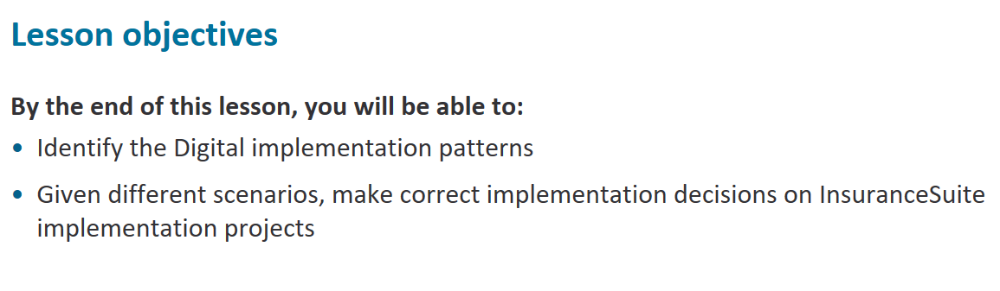 Lesson objectives
By the end of this lesson, you will be able to:
• Identify the Digital implementation patterns
• Given different scenarios, make correct implementation decisions on InsuranceSuite
implementation projects